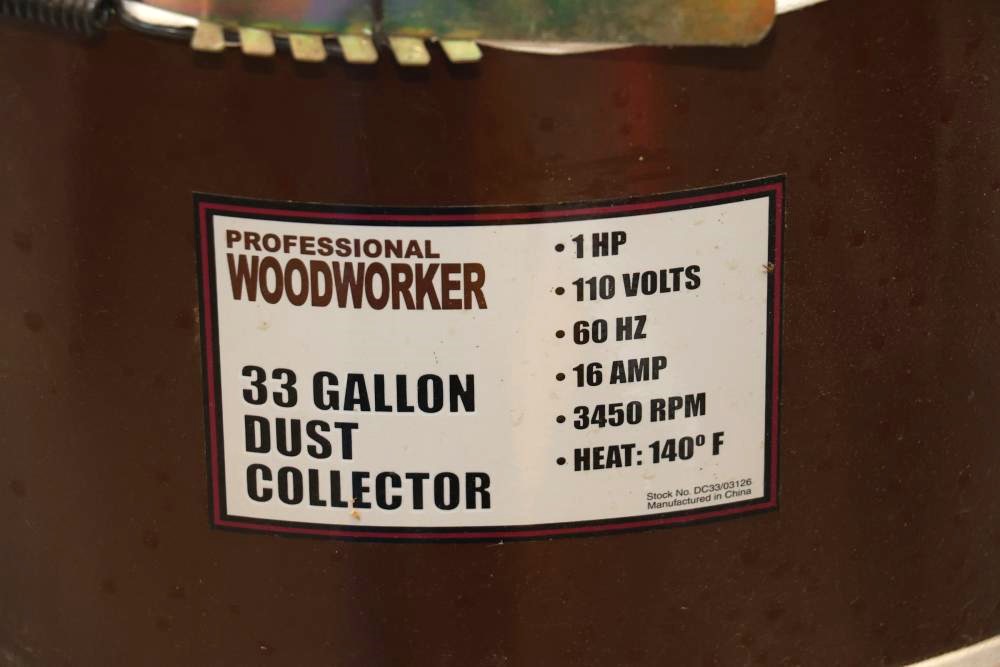 PROFESSIONAL
WOODWORKER
33 GALLON
DUST
COLLECTOR
• 1 HP
• 110 VOLTS
• 60 HZ
• 16 AMP
• 3450 RPM
• HEAT: 140º F
Stock No. DC33/03126
Manufactured in China